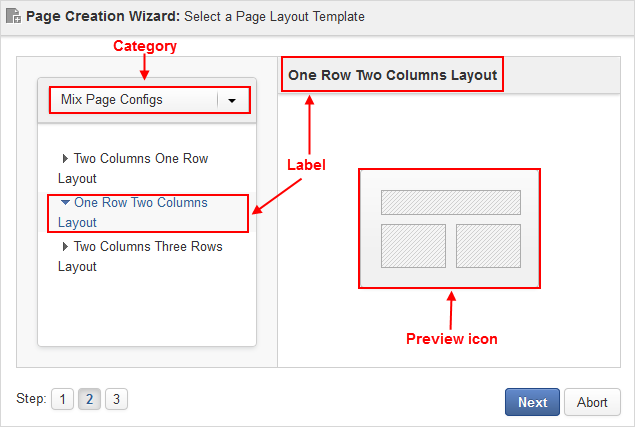 Page Creation Wizard: Select a Page Layout Template
Category
Mix Page Configs
One Row Two Columns Layout
Two Columns One Row
Layout
Label
One Row Two Columns
Layout
Two Columns Three Rows
Layout
Preview icon
Step: 1 2 3
Next Abort